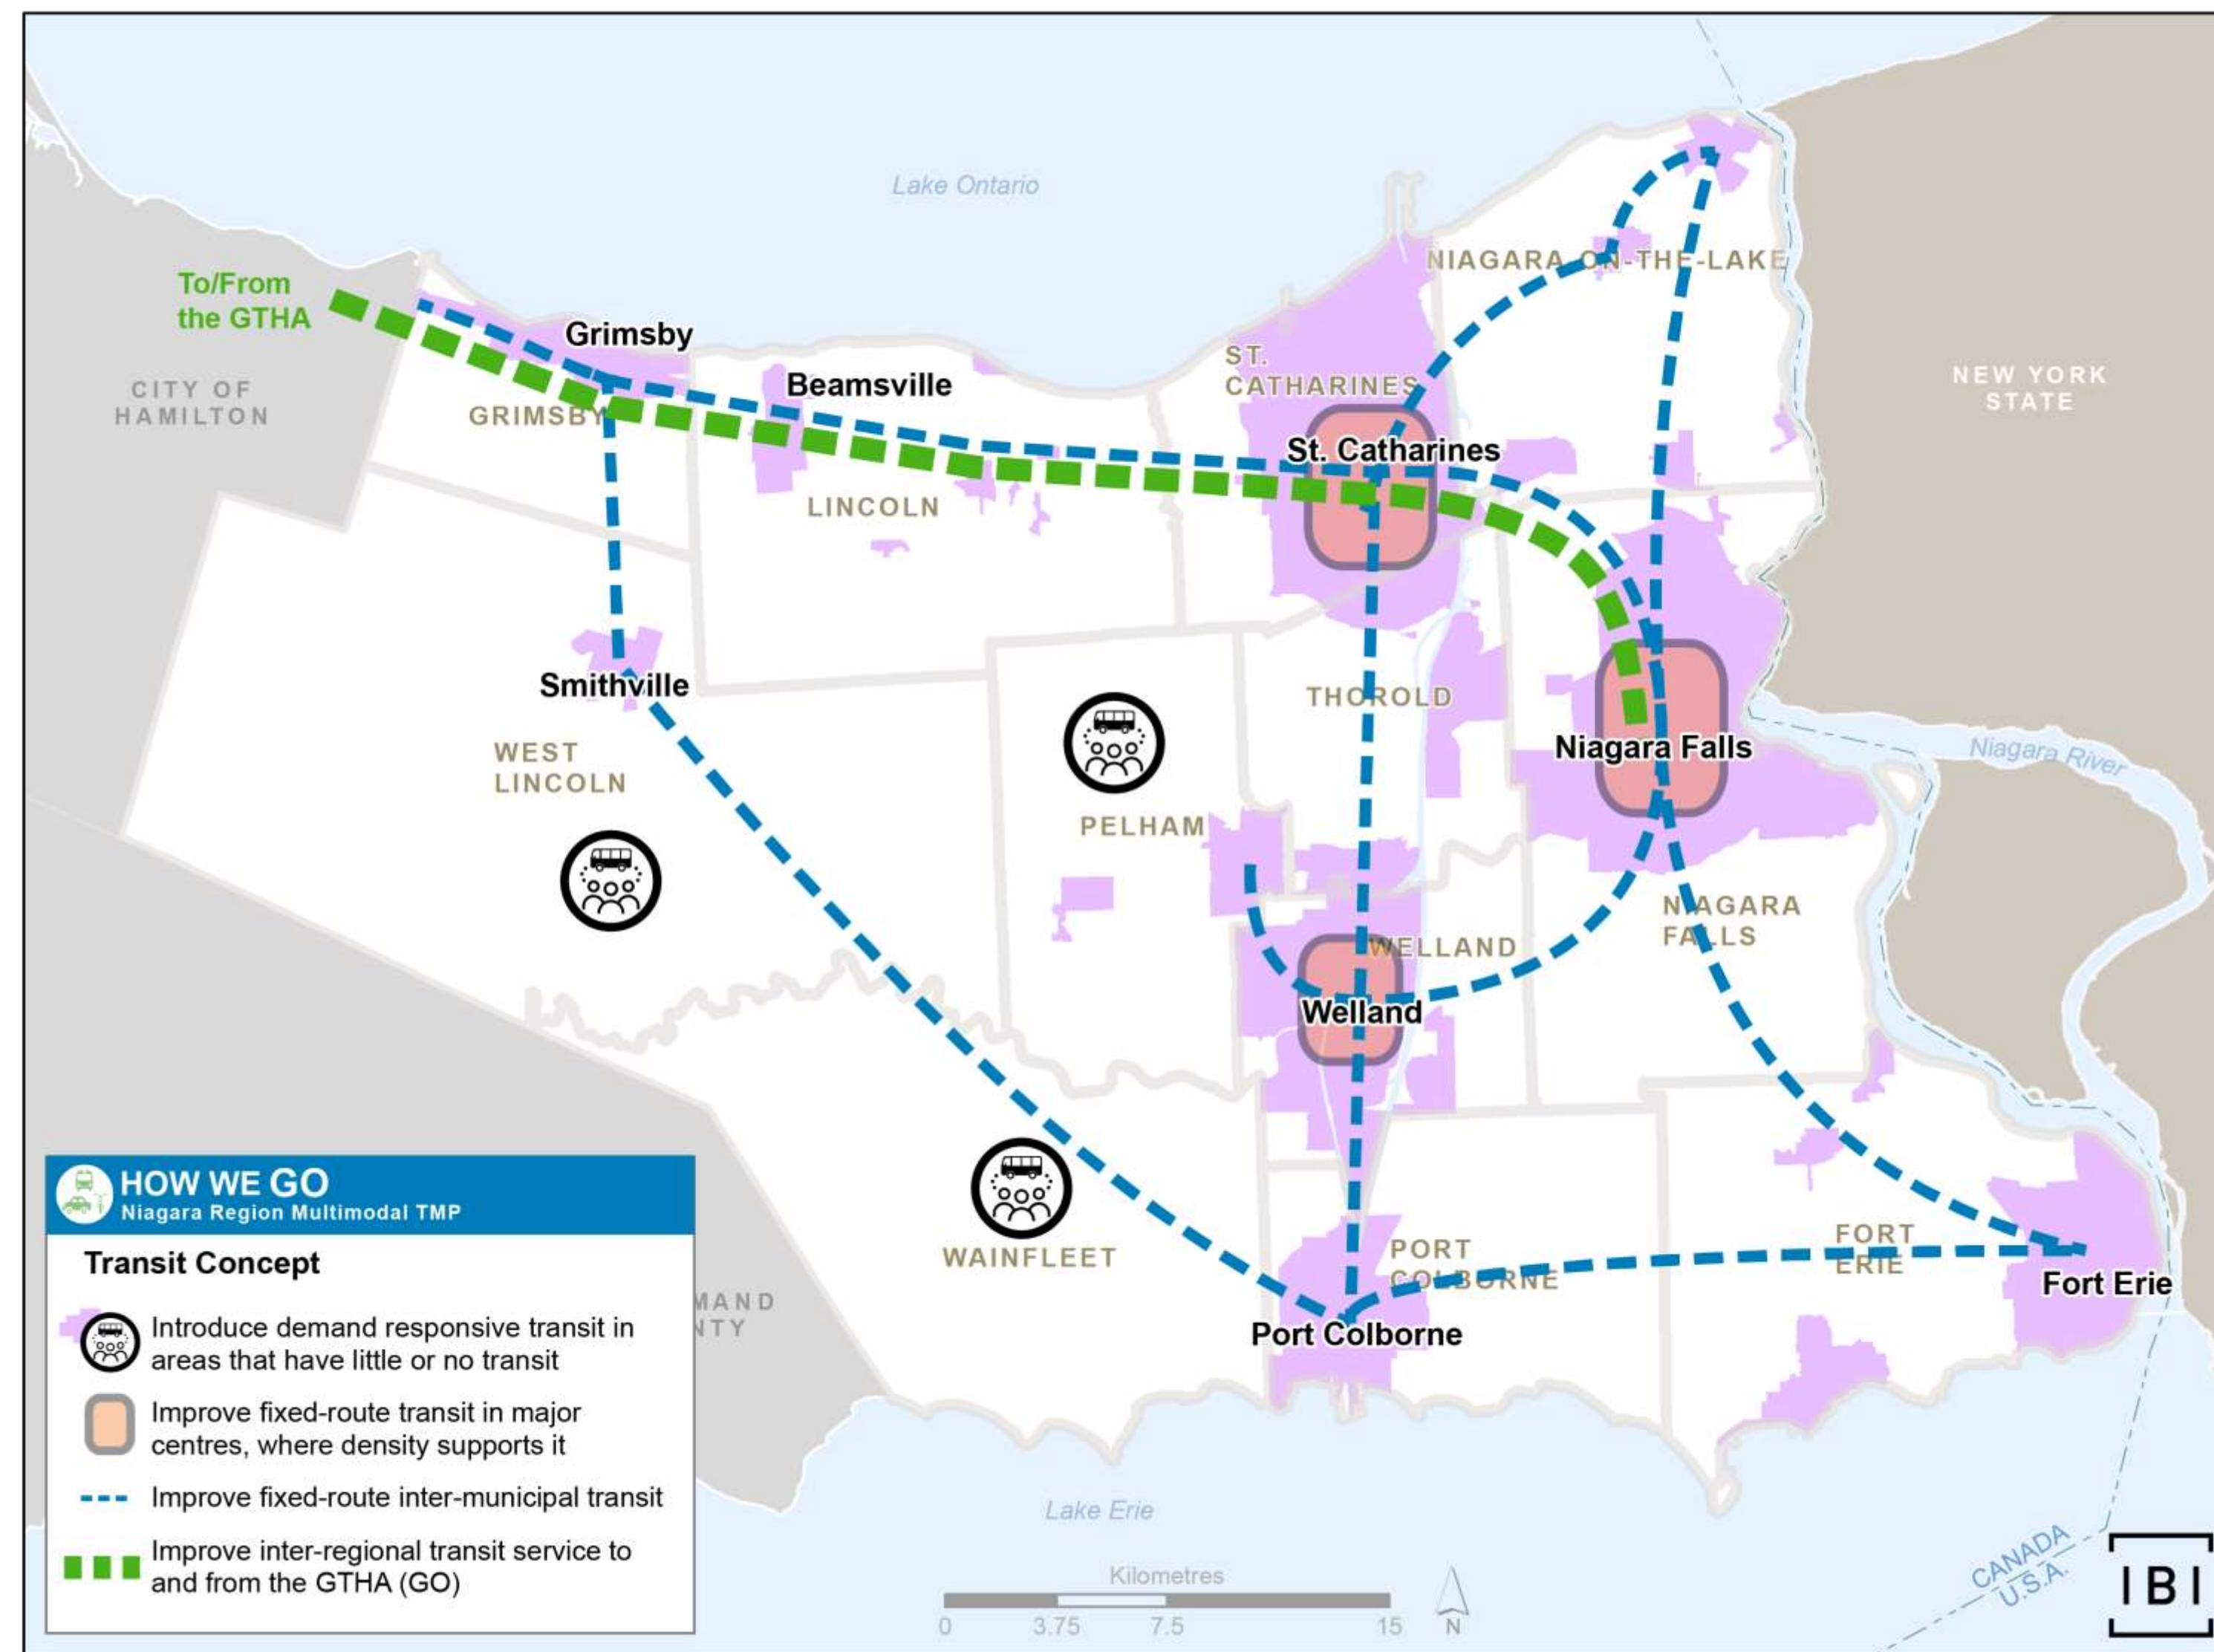 Lake Ontario
To/From
the GTHA
CITY OF
HAMILTON
Grimsby
GRIMSBY
Beamsville
LINCOLN
ST.
CATHARINES
St. Catharines
NIAGARA-ON-THE-LAKE
NEW YORK
STATE
Smithville
WEST
LINCOLN
THOROLD
Niagara Falls
Niagara River
PELHAM
NIAGARA
FALLS
WELLAND
Welland
WAINFLEET
PORT
COLBORNE
Port Colborne
FORT
ERIE
Fort Erie
MAND
NTY
HOW WE GO
Niagara Region Multimodal TMP
Transit Concept
Introduce demand responsive transit in
areas that have little or no transit
Improve fixed-route transit in major
centres, where density supports it
Improve fixed-route inter-municipal transit
Improve inter-regional transit service to
and from the GTHA (GO)
Lake Erie
Kilometres
0 3.75 7.5 15
N
CANADA
U.S.A.
IBI